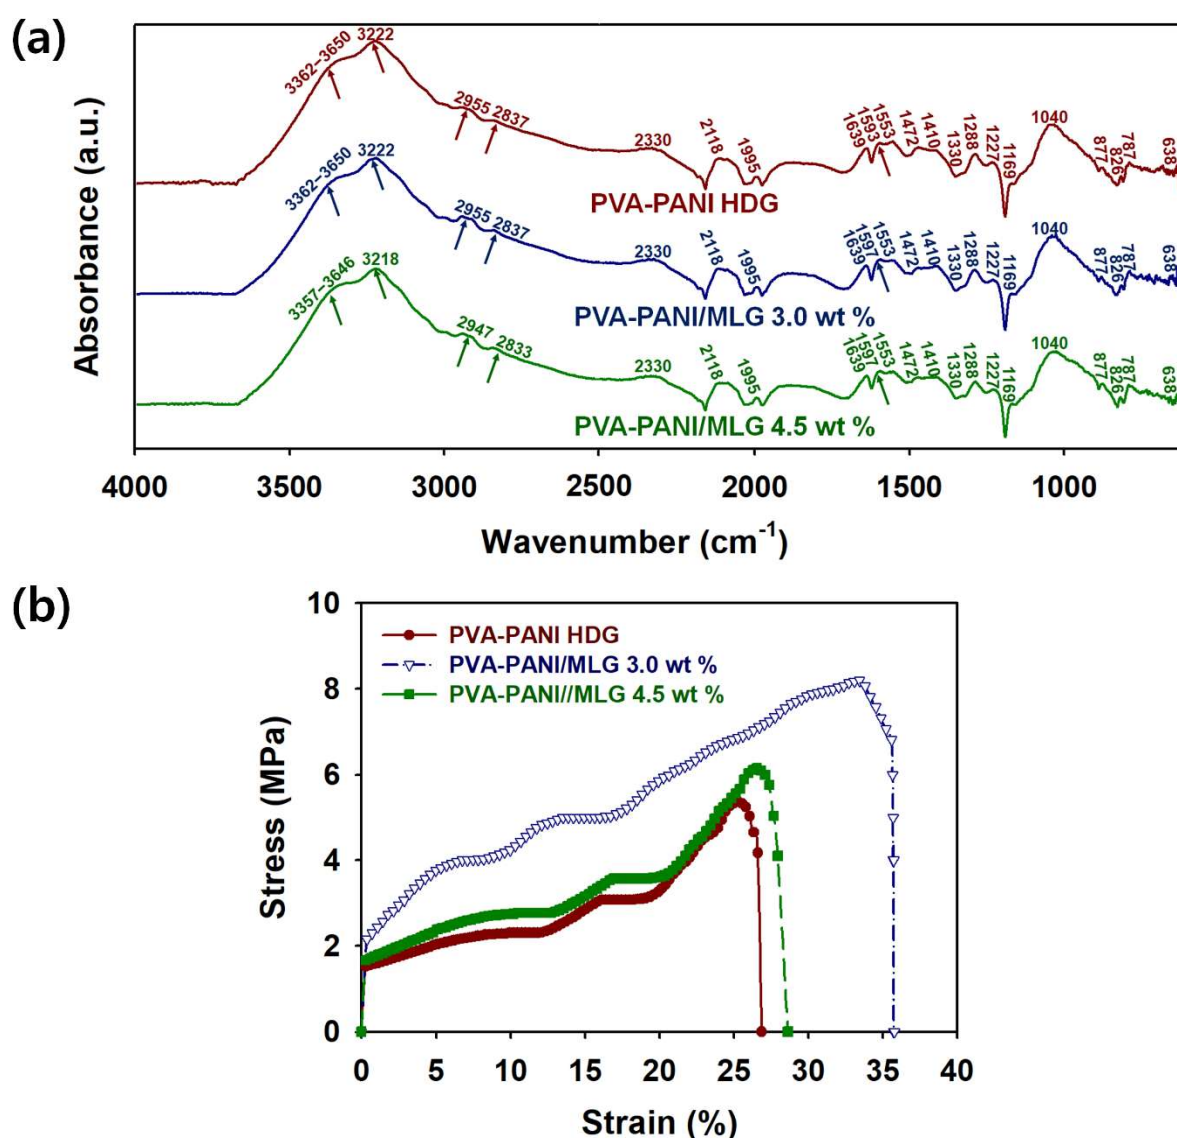 (a)
Absorbance (a.u.)
3362–3650 3222 2955 2837 2330 2118 1995 1639 1593 1553 1472 1410 1330 1288 1227 1169 1040 877 826 787 638
PVA-PANI HDG
3362–3650 3222 2955 2837 2330 2118 1995 1639 1597 1553 1472 1410 1330 1288 1227 1169 1040 877 826 787 638
PVA-PANI/MLG 3.0 wt %
3357–3646 3218 2947 2833 2330 2118 1995 1639 1597 1553 1472 1410 1330 1288 1227 1169 1040 877 826 787 638
PVA-PANI/MLG 4.5 wt %
4000 3500 3000 2500 2000 1500 1000
Wavenumber (cm⁻¹)
(b)
Stress (MPa)
10
8
6
4
2
0
PVA-PANI HDG
PVA-PANI/MLG 3.0 wt %
PVA-PANI//MLG 4.5 wt %
0 5 10 15 20 25 30 35 40
Strain (%)